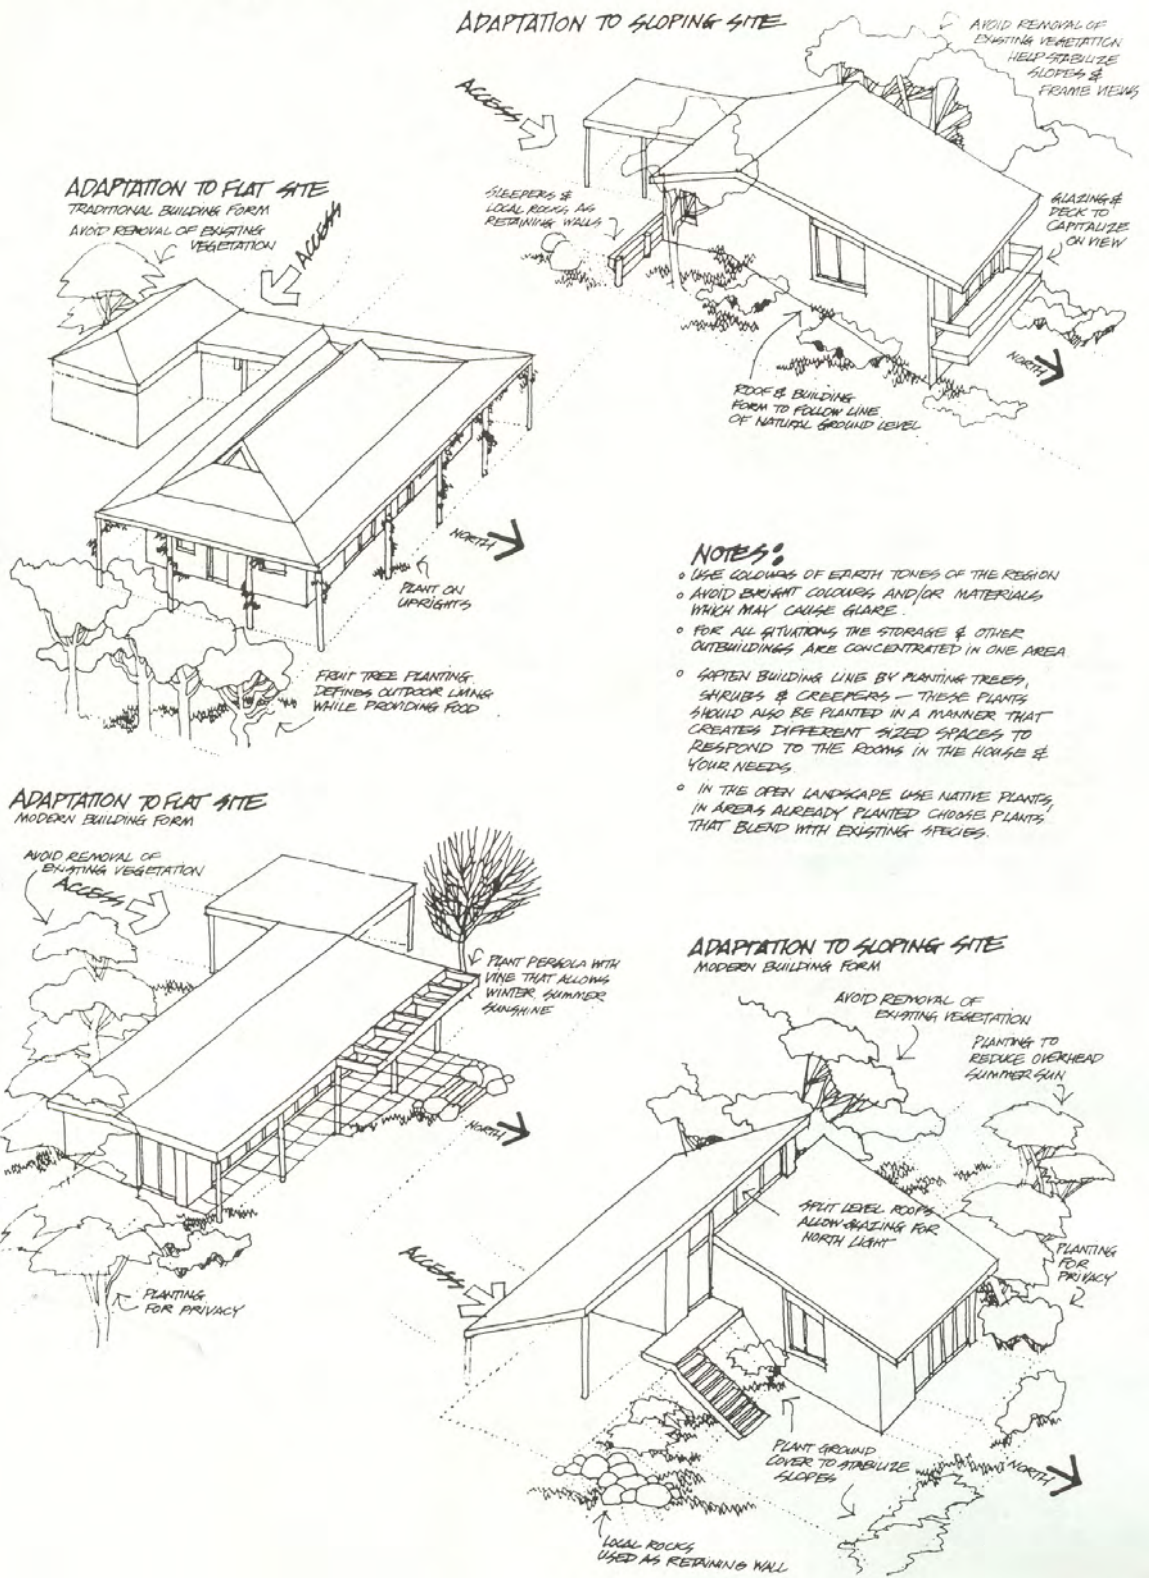 ADAPTATION TO SLOPING SITE
AVOID REMOVAL OF
EXISTING VEGETATION
HELP STABILIZE
SLOPES &
FRAME VIEWS
ACCESS
SLEEPERS &
LOCAL ROCKS AS
RETAINING WALLS
GLAZING &
DECK TO
CAPITALIZE
ON VIEW
NORTH
ROOF & BUILDING
FORM TO FOLLOW LINE
OF NATURAL GROUND LEVEL
ADAPTATION TO FLAT SITE
TRADITIONAL BUILDING FORM
AVOID REMOVAL OF EXISTING
VEGETATION
ACCESS
NORTH
PLANT ON
UPRIGHTS
FRUIT TREE PLANTING
DEFINES OUTDOOR LIVING
WHILE PROVIDING FOOD
NOTES:
• USE COLOURS OF EARTH TONES OF THE REGION
• AVOID BRIGHT COLOURS AND/OR MATERIALS
WHICH MAY CAUSE GLARE.
• FOR ALL SITUATIONS THE STORAGE & OTHER
OUTBUILDINGS ARE CONCENTRATED IN ONE AREA
• SOFTEN BUILDING LINE BY PLANTING TREES,
SHRUBS & CREEPERS — THESE PLANTS
SHOULD ALSO BE PLANTED IN A MANNER THAT
CREATES DIFFERENT SIZED SPACES TO
RESPOND TO THE ROOMS IN THE HOUSE &
YOUR NEEDS.
• IN THE OPEN LANDSCAPE USE NATIVE PLANTS,
IN AREAS ALREADY PLANTED CHOOSE PLANTS
THAT BLEND WITH EXISTING SPECIES.
ADAPTATION TO FLAT SITE
MODERN BUILDING FORM
AVOID REMOVAL OF
EXISTING VEGETATION
ACCESS
PLANT PERGOLA WITH
VINE THAT ALLOWS
WINTER, SUMMER
SUNSHINE
NORTH
PLANTING
FOR PRIVACY
ADAPTATION TO SLOPING SITE
MODERN BUILDING FORM
AVOID REMOVAL OF
EXISTING VEGETATION
PLANTING TO
REDUCE OVERHEAD
SUMMER SUN
SPLIT LEVEL ROOFS
ALLOW GLAZING FOR
NORTH LIGHT
ACCESS
PLANTING
FOR
PRIVACY
PLANT GROUND
COVER TO STABILIZE
SLOPES
NORTH
LOCAL ROCKS
USED AS RETAINING WALL